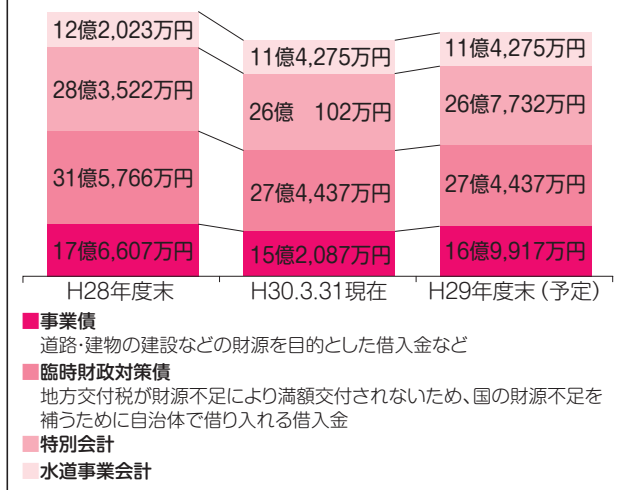 12億2,023万円
28億3,522万円
31億5,766万円
17億6,607万円
11億4,275万円
26億　102万円
27億4,437万円
15億2,087万円
11億4,275万円
26億7,732万円
27億4,437万円
16億9,917万円
H28年度末
H30.3.31現在
H29年度末（予定）
■事業債
道路・建物の建設などの財源を目的とした借入金など
■臨時財政対策債
地方交付税が財源不足により満額交付されないため、国の財源不足を
補うために自治体で借り入れる借入金
■特別会計
■水道事業会計